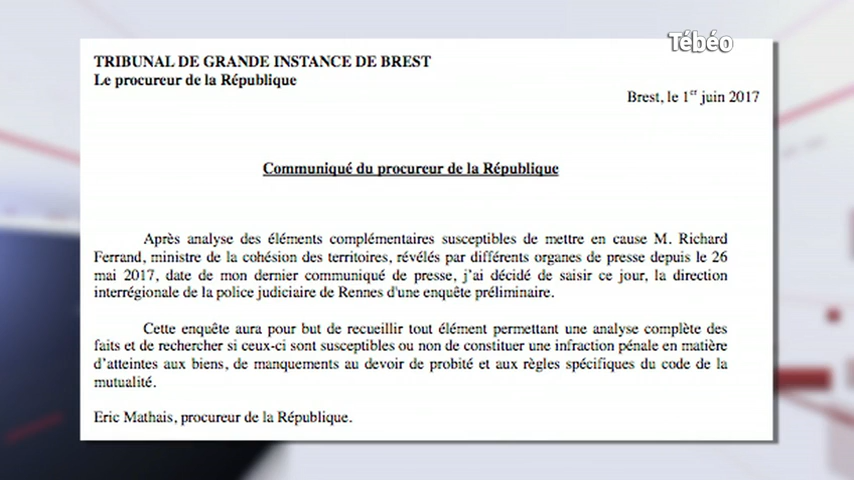 Tébéo
TRIBUNAL DE GRANDE INSTANCE DE BREST
Le procureur de la République
Brest, le 1er juin 2017
Communiqué du procureur de la République
Après analyse des éléments complémentaires susceptibles de mettre en cause M. Richard
Ferrand, ministre de la cohésion des territoires, révélés par différents organes de presse depuis le 26
mai 2017, date de mon dernier communiqué de presse, j'ai décidé de saisir ce jour, la direction
interrégionale de la police judiciaire de Rennes d'une enquête préliminaire.
Cette enquête aura pour but de recueillir tout élément permettant une analyse complète des
faits et de rechercher si ceux-ci sont susceptibles ou non de constituer une infraction pénale en matière
d'atteintes aux biens, de manquements au devoir de probité et aux règles spécifiques du code de la
mutualité.
Eric Mathais, procureur de la République.